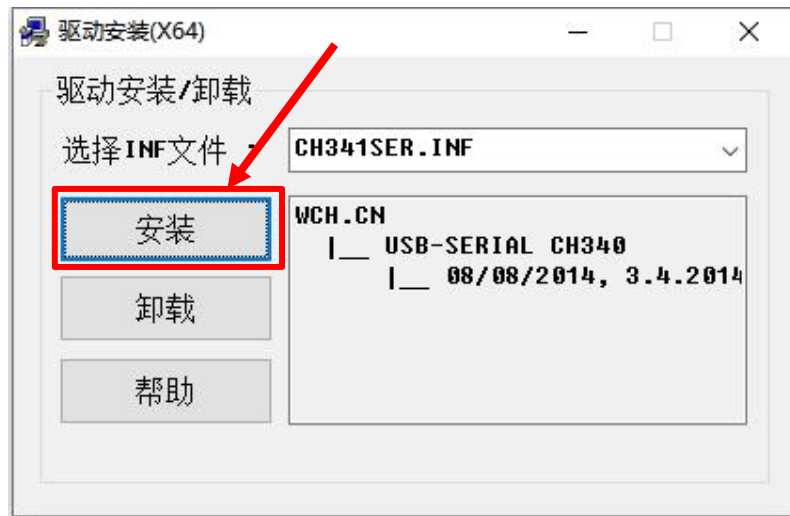 驱动安装(X64)
驱动安装/卸载
选择INF文件 :
CH341SER.INF
安装
WCH.CN
|__ USB-SERIAL CH340
|__ 08/08/2014, 3.4.2014
卸载
帮助